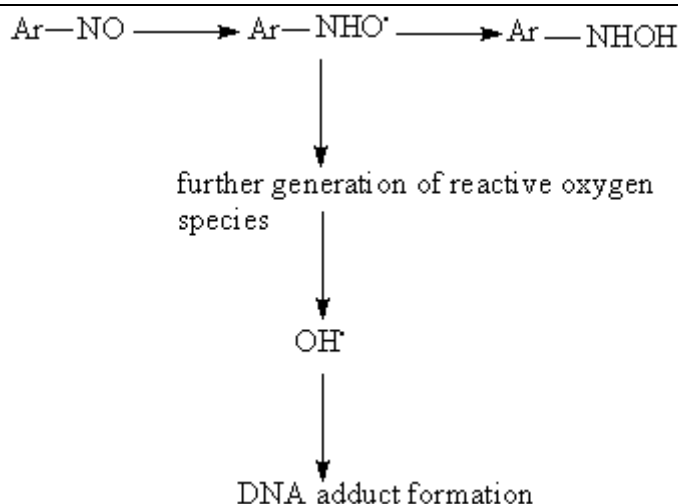 Ar—NO Ar—NHO• Ar—NHOH
further generation of reactive oxygen
species
OH•
DNA adduct formation